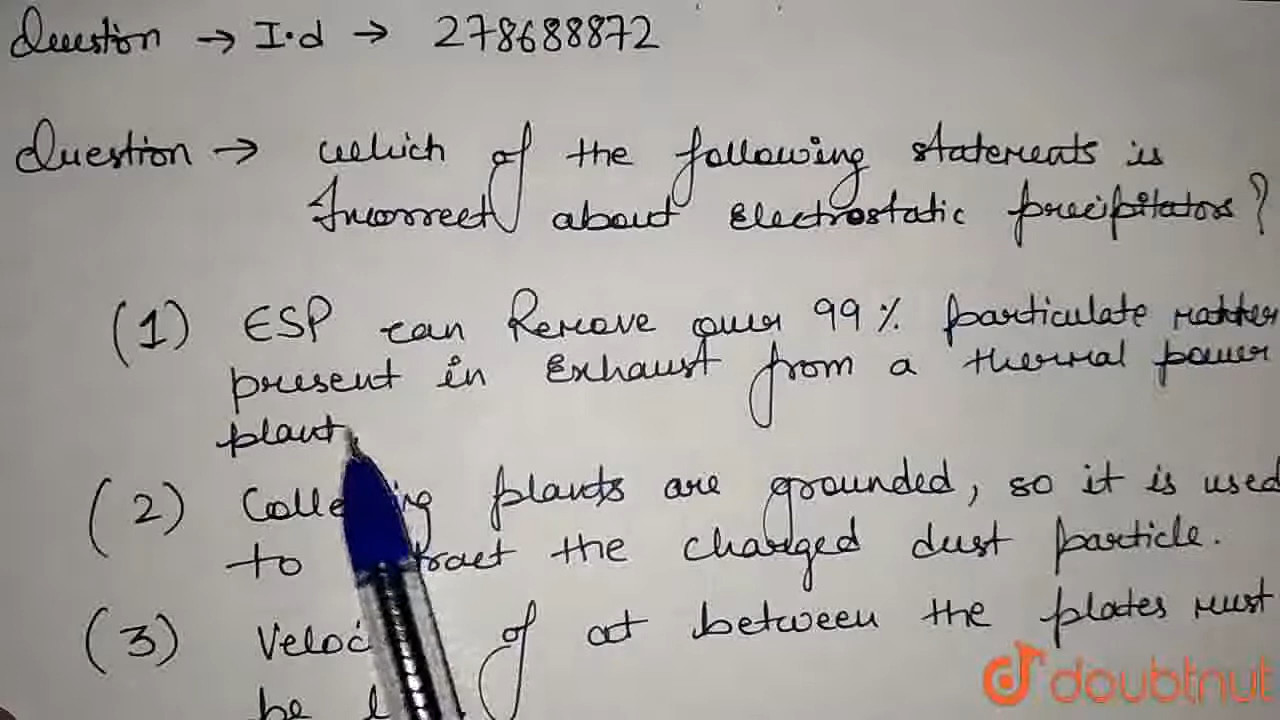 Question → I.d → 278688872
Question → which of the following statements is
Incorrect about Electrostatic precipitators?
(1) ESP can Remove over 99% particulate matter
present in Exhaust from a thermal power
plant.
(2) plants are grounded, so it is used
to the charged dust particle.
(3) of at between the plates must
be
doubtnut